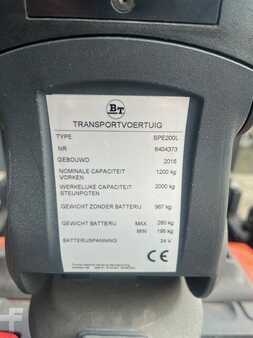 BT
TRANSPORTVOERTUIG
TYPE SPE200L
NR 6404373
GEBOUWD 2015
NOMINALE CAPACITEIT VORKEN 1200 kg
WERKELIJKE CAPACITEIT STEUNPOTEN 2000 kg
GEWICHT ZONDER BATTERIJ 967 kg
GEWICHT BATTERIJ MAX 280 kg
MIN 195 kg
BATTERIJSPANNING 24 V
CE